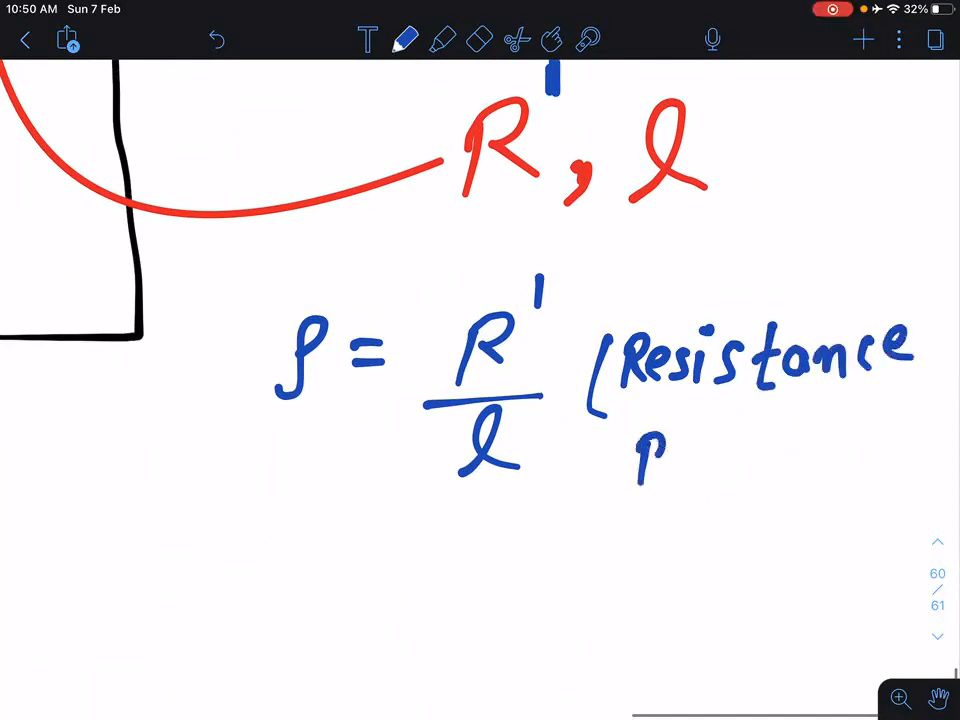 10:50 AM Sun 7 Feb 32%
T
R', l
ρ = R'/l (Resistance
p
60
/
61